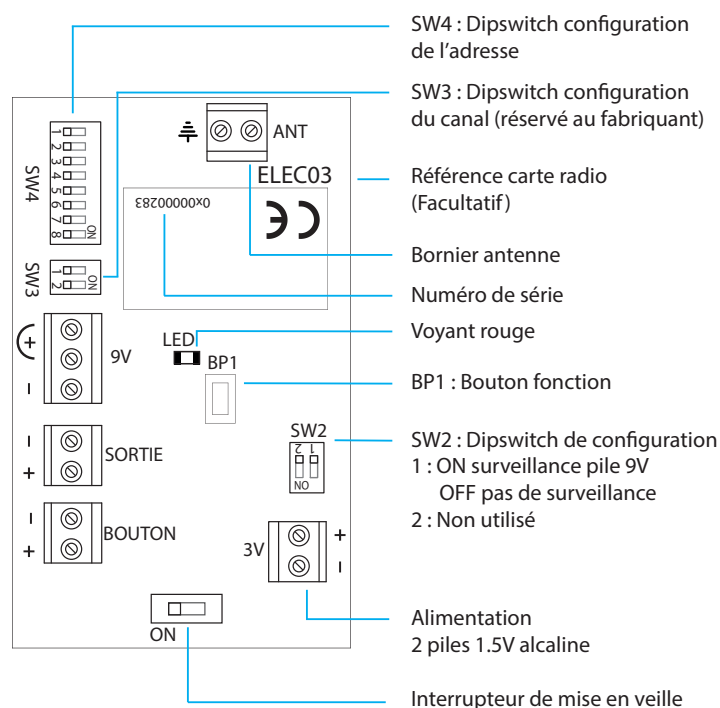 SW4 : Dipswitch configuration
de l'adresse
SW3 : Dipswitch configuration
du canal (réservé au fabriquant)
Référence carte radio
(Facultatif)
Bornier antenne
Numéro de série
Voyant rouge
BP1 : Bouton fonction
SW2 : Dipswitch de configuration
1 : ON surveillance pile 9V
OFF pas de surveillance
2 : Non utilisé
Alimentation
2 piles 1.5V alcaline
Interrupteur de mise en veille
SW4
1
2
3
4
5
6
7
8
ON
SW3
1
2
ON
ANT
ELEC03
0x00000283
CE
+
-
9V
LED
BP1
-
+
SORTIE
SW2
2 1
ON
-
+
BOUTON
3V
+
-
ON